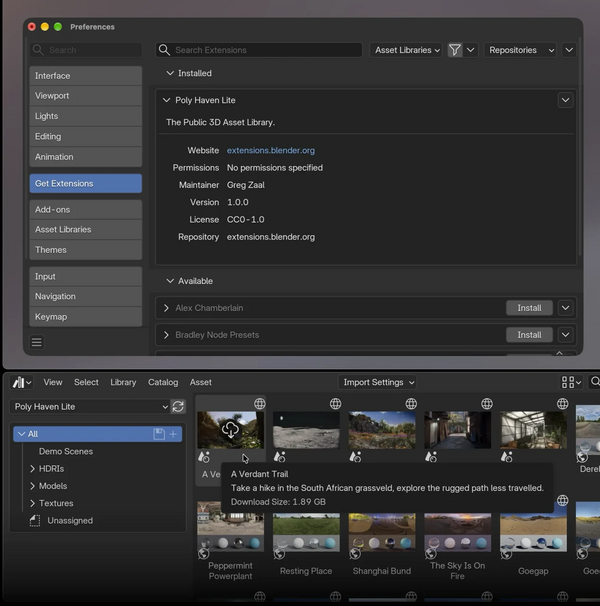 Preferences
Search
Search Extensions
Asset Libraries
Repositories
Interface
Viewport
Lights
Editing
Animation
Get Extensions
Add-ons
Asset Libraries
Themes
Input
Navigation
Keymap
Installed
Poly Haven Lite
The Public 3D Asset Library.
Website extensions.blender.org
Permissions No permissions specified
Maintainer Greg Zaal
Version 1.0.0
License CC0-1.0
Repository extensions.blender.org
Available
Alex Chamberlain Install
Bradley Node Presets Install
View Select Library Catalog Asset Import Settings
Poly Haven Lite
All
Demo Scenes
HDRIs
Models
Textures
Unassigned
A Verdant Trail
Take a hike in the South African grassveld, explore the rugged path less travelled.
Download Size: 1.89 GB
Peppermint
Powerplant
Resting Place
Shanghai Bund
The Sky Is On
Fire
Goegap